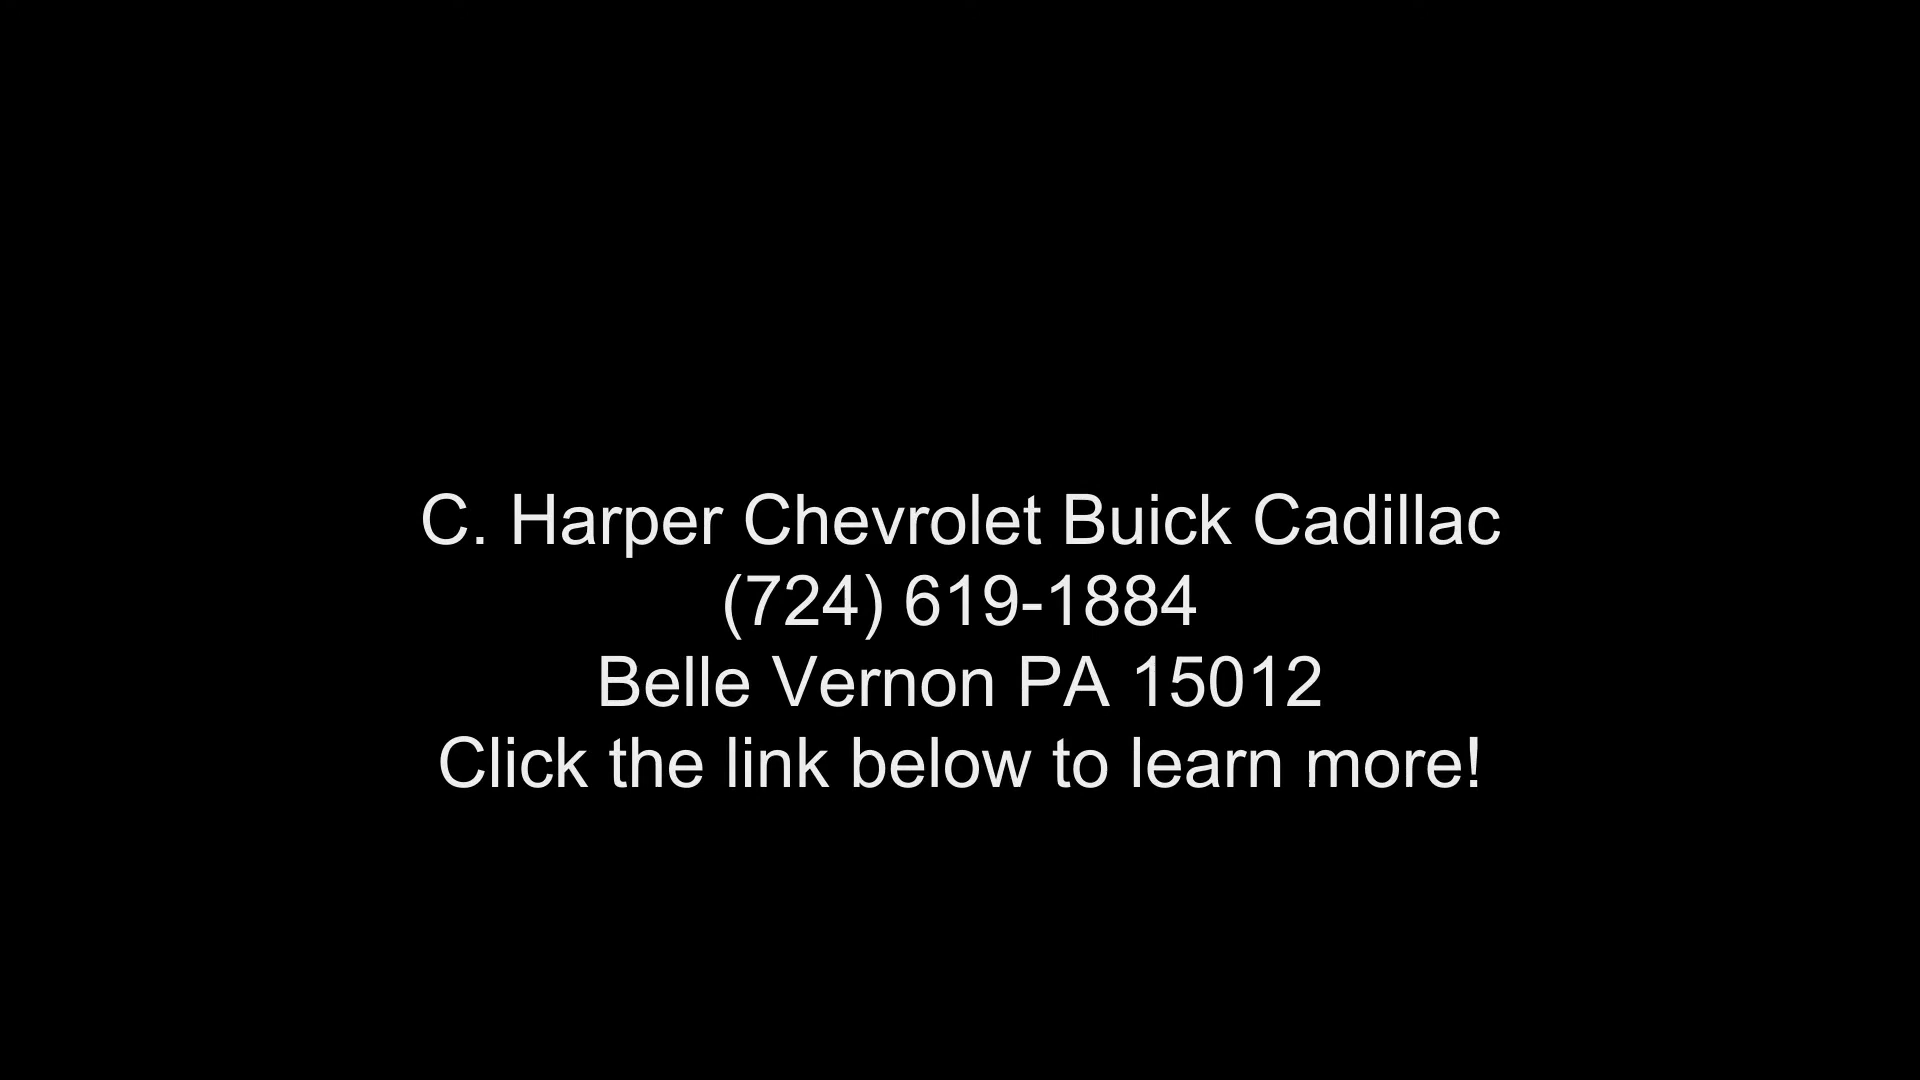 C. Harper Chevrolet Buick Cadillac
(724) 619-1884
Belle Vernon PA 15012
Click the link below to learn more!